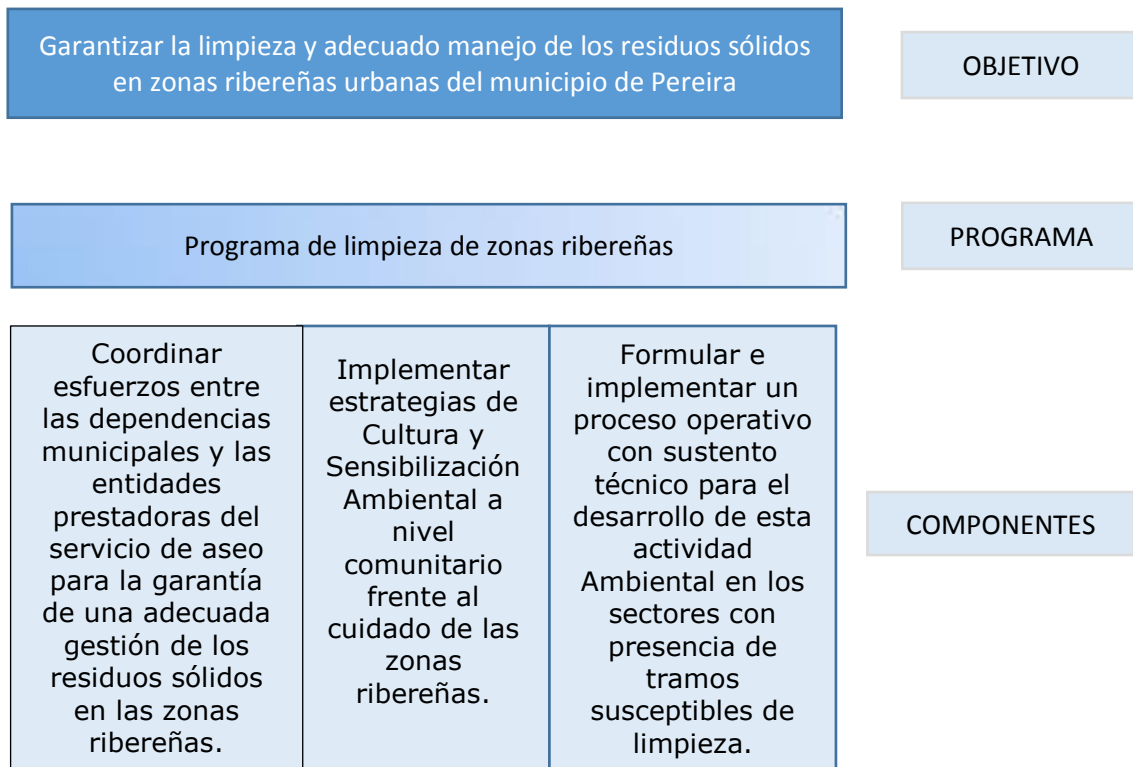 Garantizar la limpieza y adecuado manejo de los residuos sólidos
en zonas ribereñas urbanas del municipio de Pereira
OBJETIVO
Programa de limpieza de zonas ribereñas
PROGRAMA
Coordinar
esfuerzos entre
las dependencias
municipales y las
entidades
prestadoras del
servicio de aseo
para la garantía
de una adecuada
gestión de los
residuos sólidos
en las zonas
ribereñas.
Implementar
estrategias de
Cultura y
Sensibilización
Ambiental a
nivel
comunitario
frente al
cuidado de las
zonas
ribereñas.
Formular e
implementar un
proceso operativo
con sustento
técnico para el
desarrollo de esta
actividad
Ambiental en los
sectores con
presencia de
tramos
susceptibles de
limpieza.
COMPONENTES